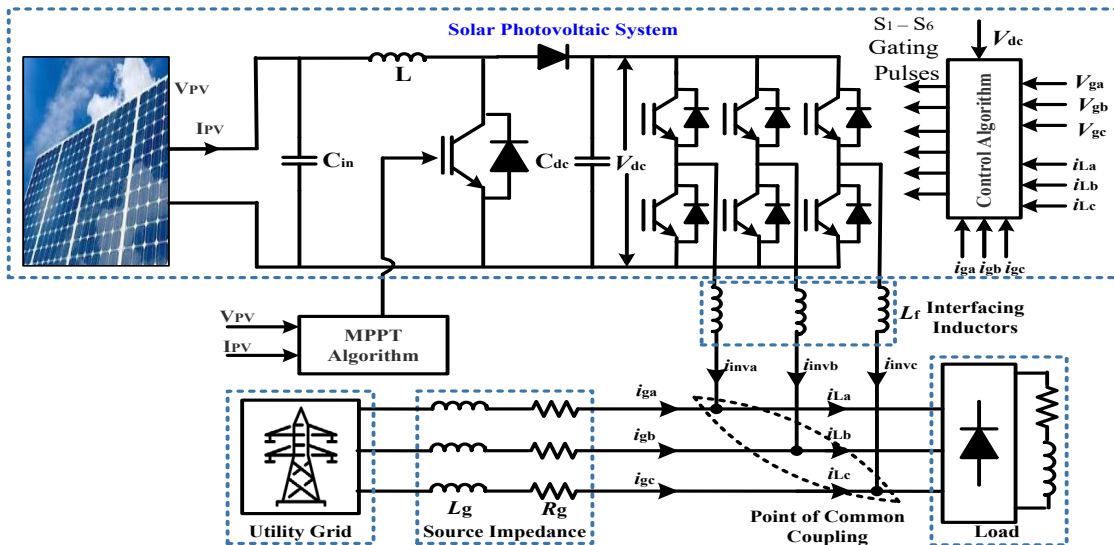 Solar Photovoltaic System
S1 – S6
Gating
Pulses
Vdc
VPV
IPV
L
Cin
Cdc
Vdc
Control Algorithm
Vga
Vgb
Vgc
iLa
iLb
iLc
iga igb igc
VPV
IPV
MPPT
Algorithm
Lf Interfacing
Inductors
iinva
iinvb
iinvc
iga
iLa
igb
iLb
igc
iLc
Lg
Rg
Utility Grid
Source Impedance
Point of Common
Coupling
Load